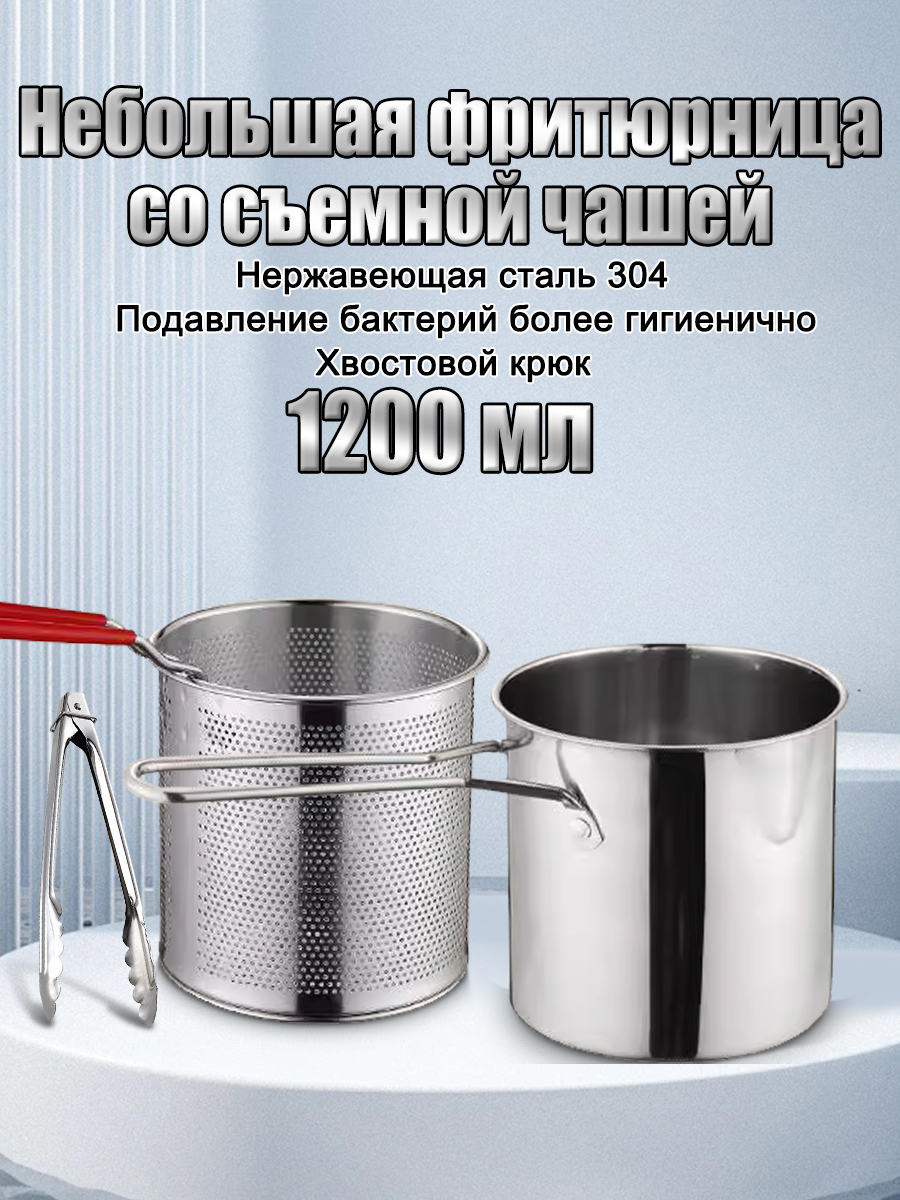 Небольшая фритюрница
со съемной чашей
Нержавеющая сталь 304
Подавление бактерий более гигиенично
Хвостовой крюк
1200 мл